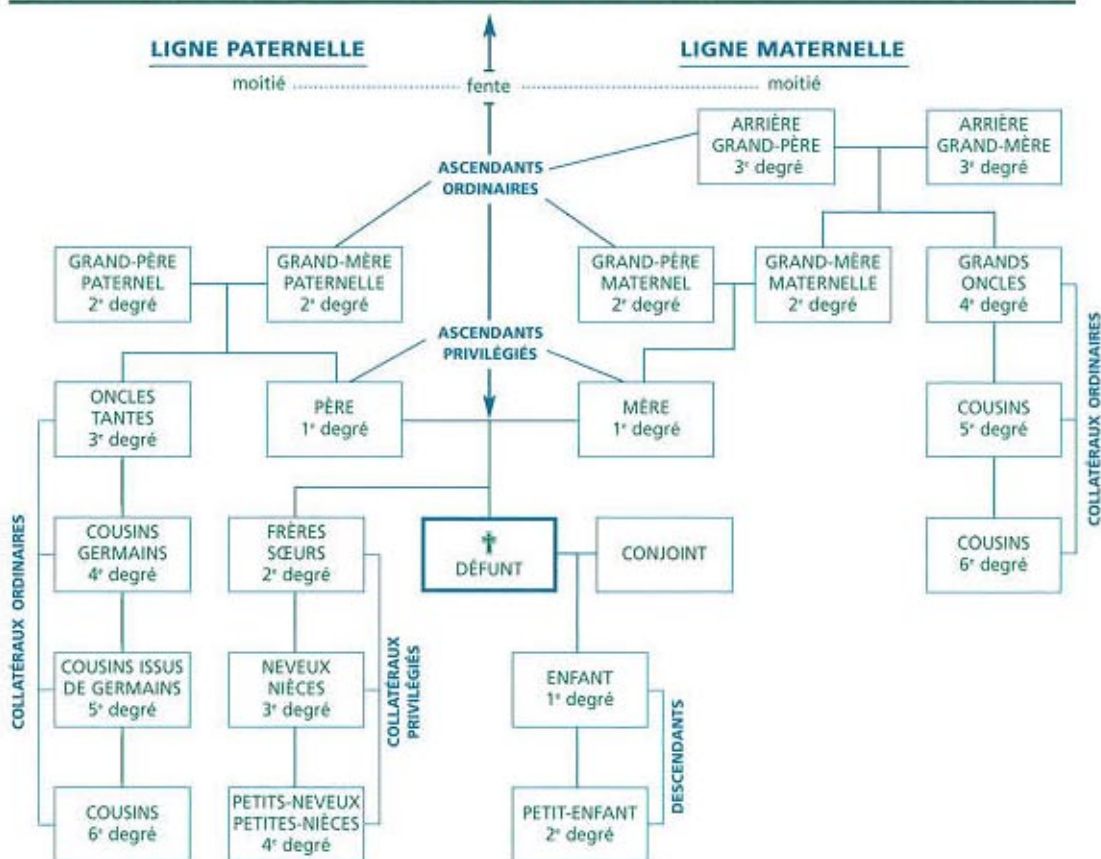 LIGNE PATERNELLE
LIGNE MATERNELLE
moitié
fente
moitié
ARRIÈRE
GRAND-PÈRE
3e degré
ARRIÈRE
GRAND-MÈRE
3e degré
ASCENDANTS
ORDINAIRES
GRAND-PÈRE
PATERNEL
2e degré
GRAND-MÈRE
PATERNELLE
2e degré
GRAND-PÈRE
MATERNEL
2e degré
GRAND-MÈRE
MATERNELLE
2e degré
GRANDS
ONCLES
4e degré
ASCENDANTS
PRIVILÉGIÉS
ONCLES
TANTES
3e degré
PÈRE
1e degré
MÈRE
1e degré
COUSINS
5e degré
COLLATÉRAUX ORDINAIRES
COUSINS
GERMAINS
4e degré
FRÈRES
SŒURS
2e degré
DÉFUNT
CONJOINT
COUSINS
6e degré
COLLATÉRAUX ORDINAIRES
COUSINS ISSUS
DE GERMAINS
5e degré
NEVEUX
NIÈCES
3e degré
COLLATÉRAUX
PRIVILÉGIÉS
ENFANT
1e degré
DESCENDANTS
COUSINS
6e degré
PETITS-NEVEUX
PETITES-NIÈCES
4e degré
PETIT-ENFANT
2e degré